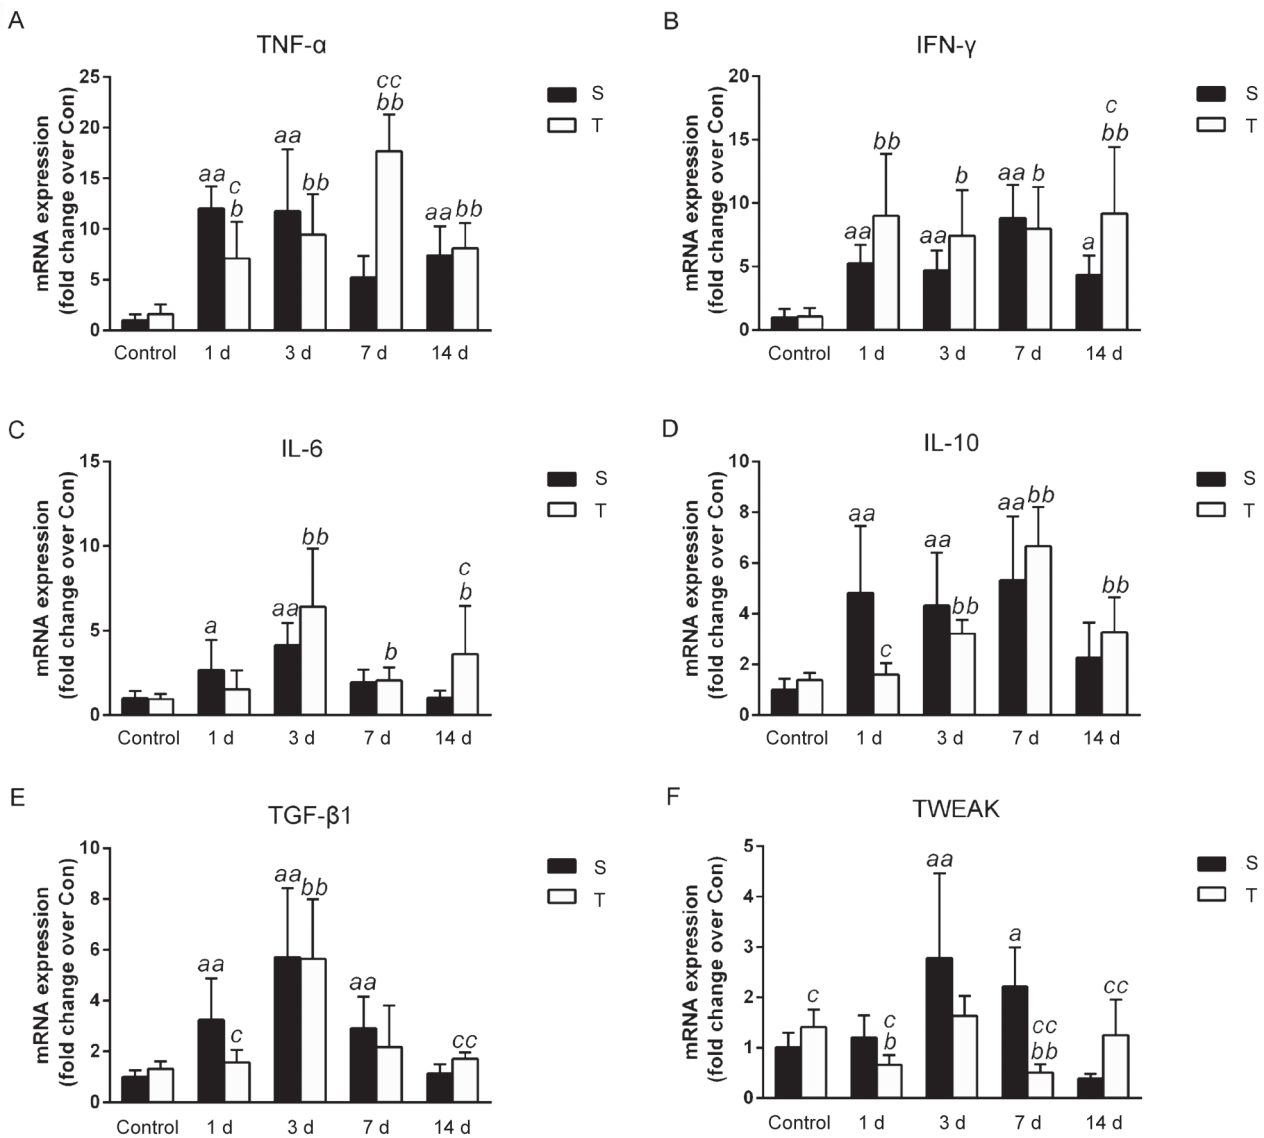 A
TNF-α
mRNA expression
(fold change over Con)
25
20
15
10
5
0
aa
c
b
aa
bb
cc
bb
aa
bb
Control
1 d
3 d
7 d
14 d
S
T
B
IFN-γ
mRNA expression
(fold change over Con)
20
15
10
5
0
aa
bb
aa
b
aa
b
a
c
bb
Control
1 d
3 d
7 d
14 d
S
T
C
IL-6
mRNA expression
(fold change over Con)
15
10
5
0
a
aa
bb
b
c
b
Control
1 d
3 d
7 d
14 d
S
T
D
IL-10
mRNA expression
(fold change over Con)
10
8
6
4
2
0
aa
c
aa
bb
aa
bb
bb
Control
1 d
3 d
7 d
14 d
S
T
E
TGF-β1
mRNA expression
(fold change over Con)
10
8
6
4
2
0
aa
c
aa
bb
aa
cc
Control
1 d
3 d
7 d
14 d
S
T
F
TWEAK
mRNA expression
(fold change over Con)
5
4
3
2
1
0
c
c
b
aa
a
cc
bb
cc
Control
1 d
3 d
7 d
14 d
S
T